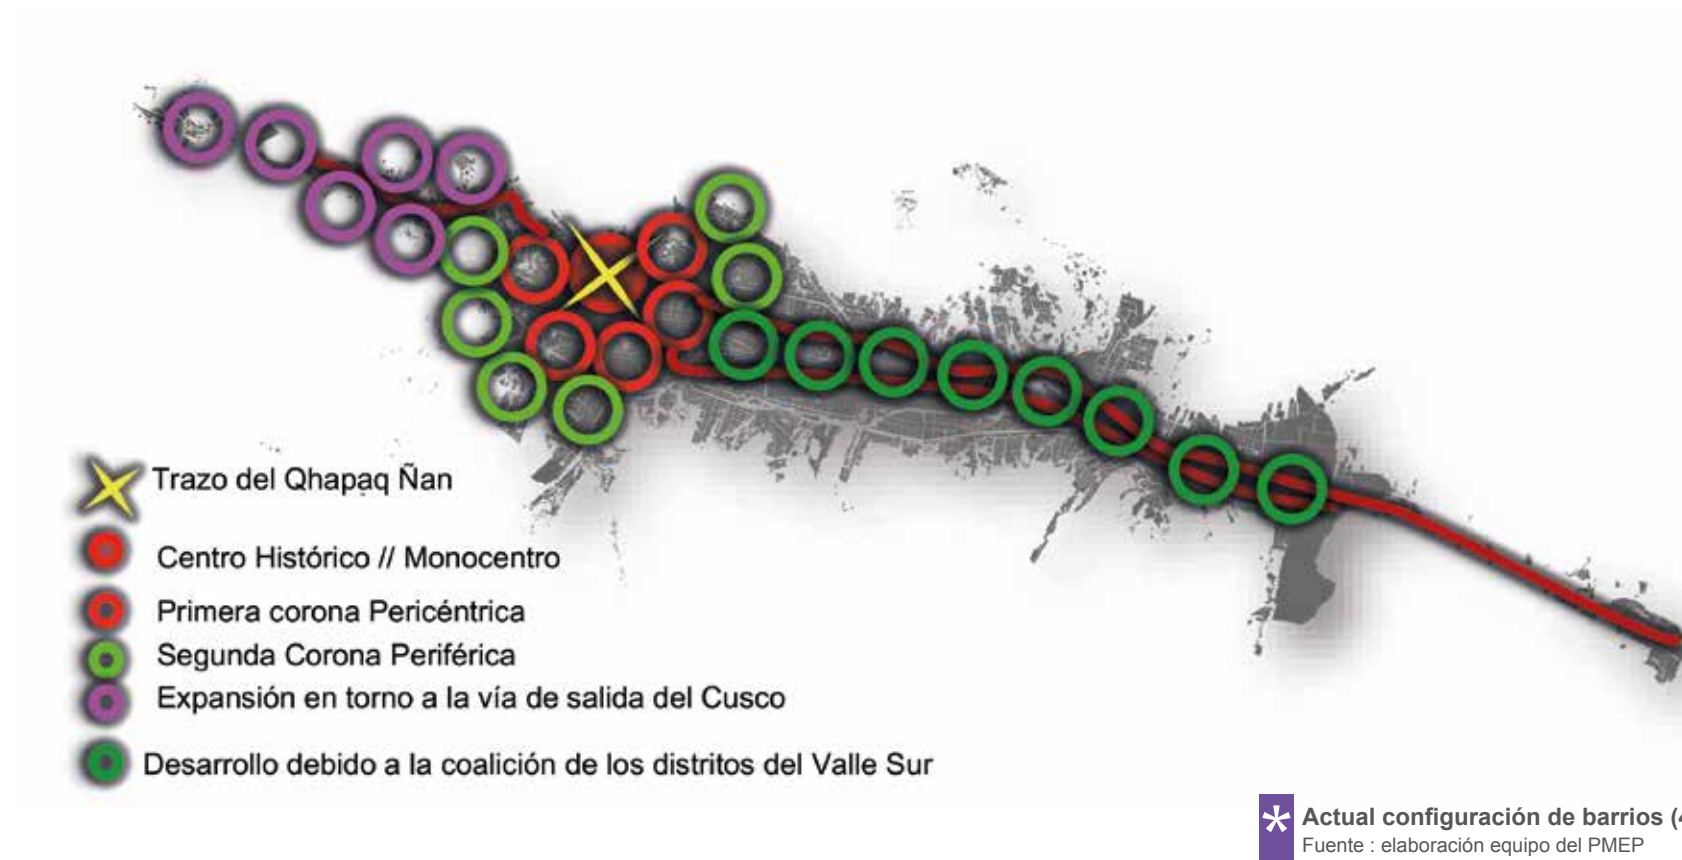 Trazo del Qhapaq Ñan
Centro Histórico // Monocentro
Primera corona Pericéntrica
Segunda Corona Periférica
Expansión en torno a la vía de salida del Cusco
Desarrollo debido a la coalición de los distritos del Valle Sur
* Actual configuración de barrios (4
Fuente : elaboración equipo del PMEP